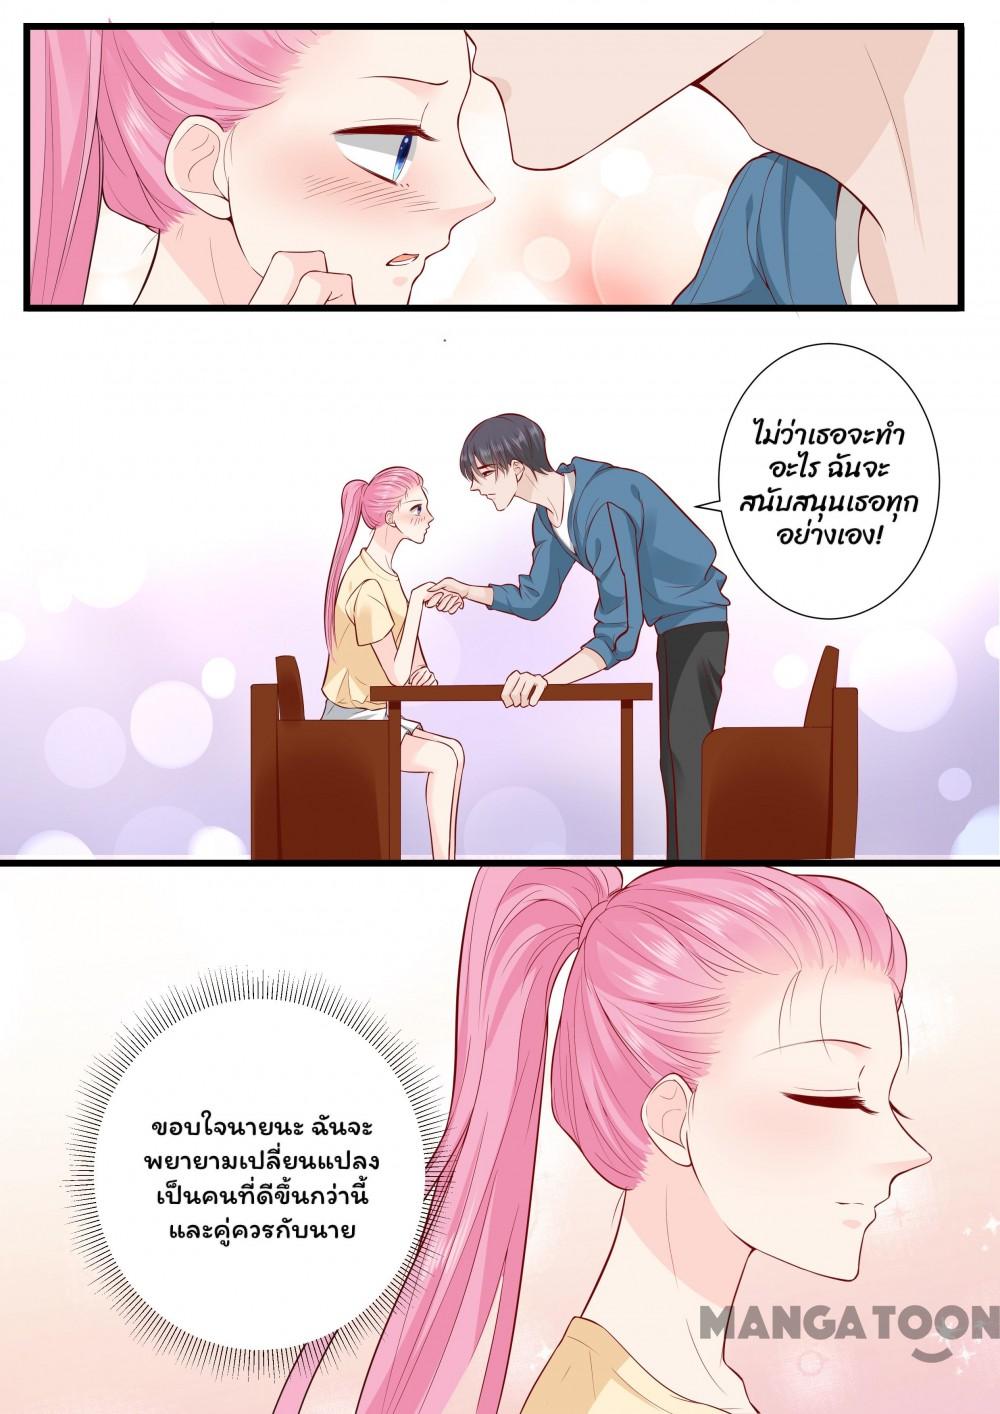 ไม่ว่าเธอจะทำ
อะไร ฉันจะ
สนับสนุนเธอทุก
อย่างเอง!
ขอบใจนายนะ ฉันจะ
พยายามเปลี่ยนแปลง
เป็นคนที่ดีขึ้นกว่านี้
และคู่ควรกับนาย
MANGATOON